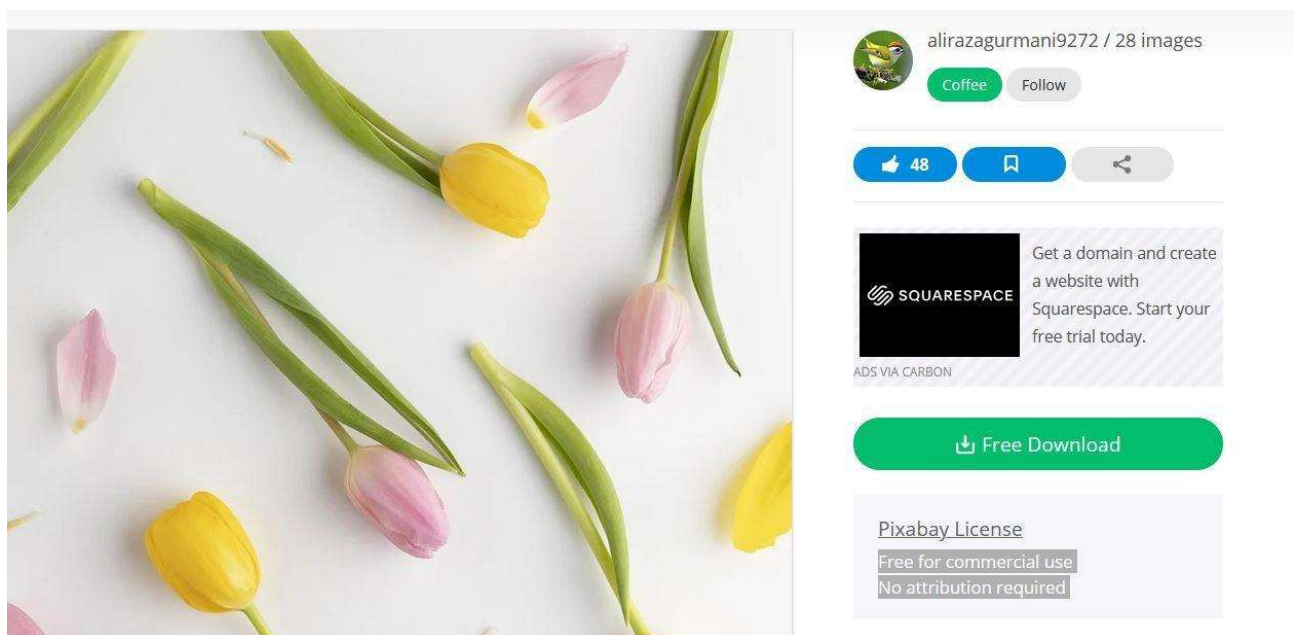 alirazagurmani9272 / 28 images
Coffee Follow
48
SQUARESPACE
Get a domain and create
a website with
Squarespace. Start your
free trial today.
ADS VIA CARBON
Free Download
Pixabay License
Free for commercial use
No attribution required